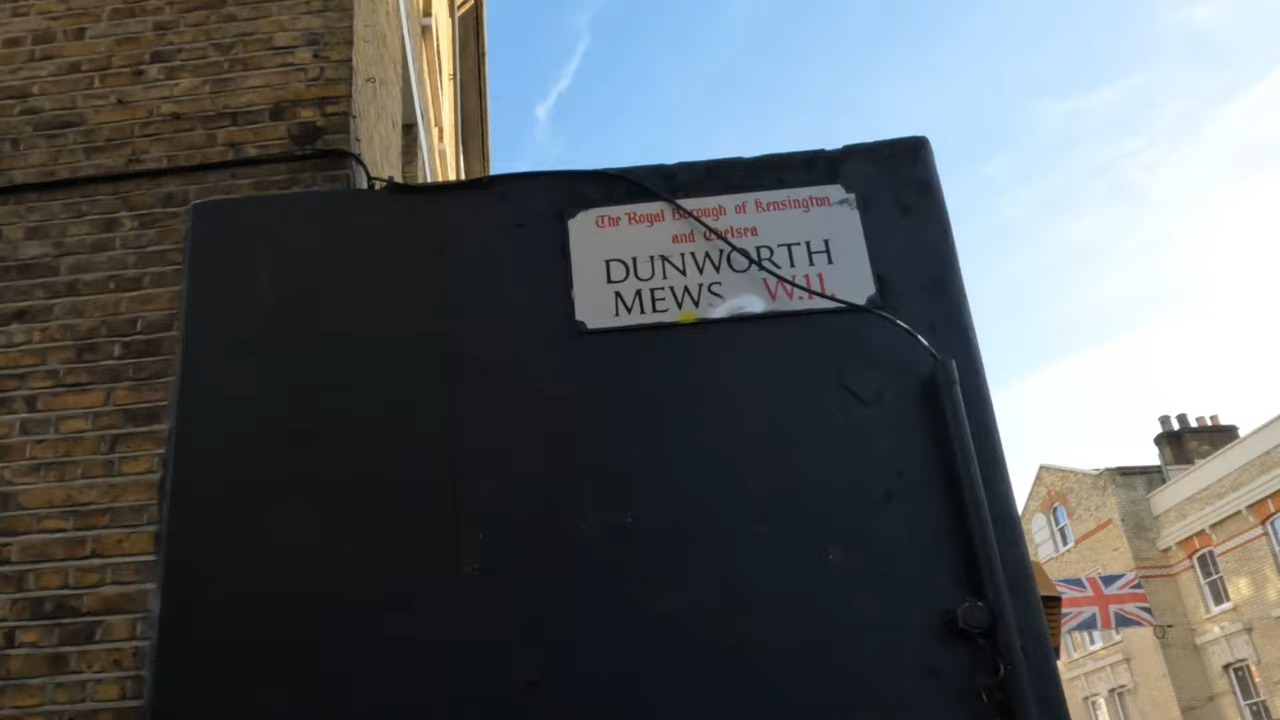 The Royal Borough of Kensington
and Chelsea
DUNWORTH
MEWS W.11.